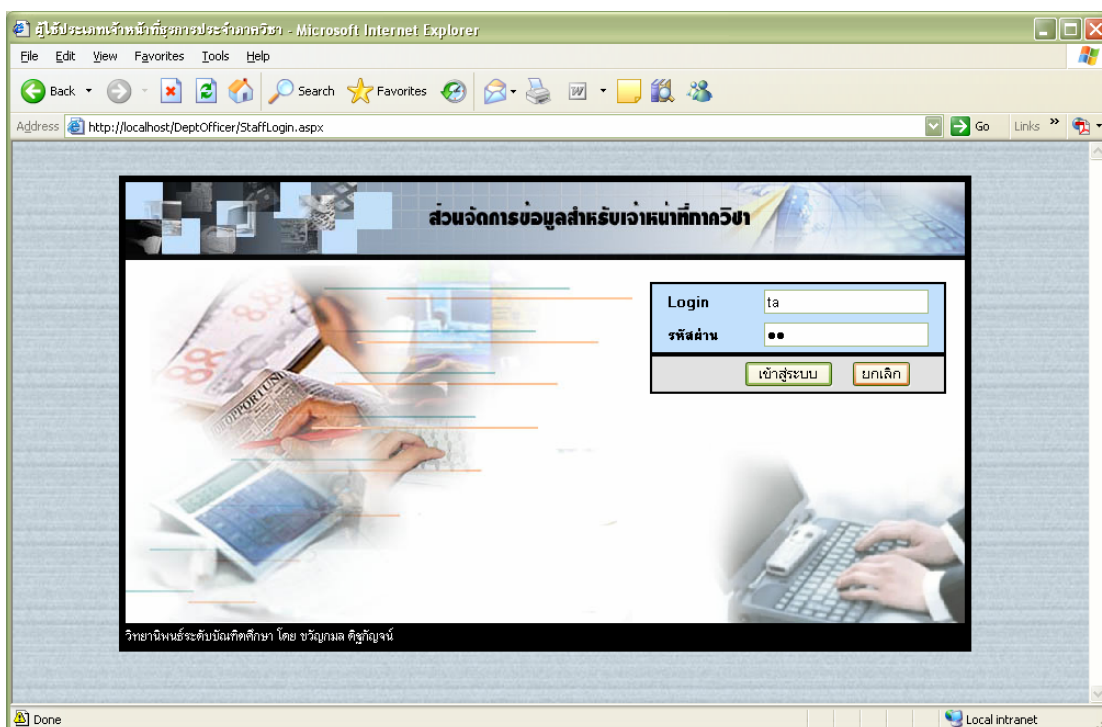 ผู้ใช้ประเภทเจ้าหน้าที่ธุรการประจำภาควิชา - Microsoft Internet Explorer
File Edit View Favorites Tools Help
Back Search Favorites
Address http://localhost/DeptOfficer/StaffLogin.aspx Go Links »
ส่วนจัดการข้อมูลสำหรับเจ้าหน้าที่ภาควิชา
Login ta
รหัสผ่าน ●●
เข้าสู่ระบบ ยกเลิก
OPPORTUNI
วิทยานิพนธ์ระดับบัณฑิตศึกษา โดย ขวัญกมล ดิฐกัญจน์
Done Local intranet